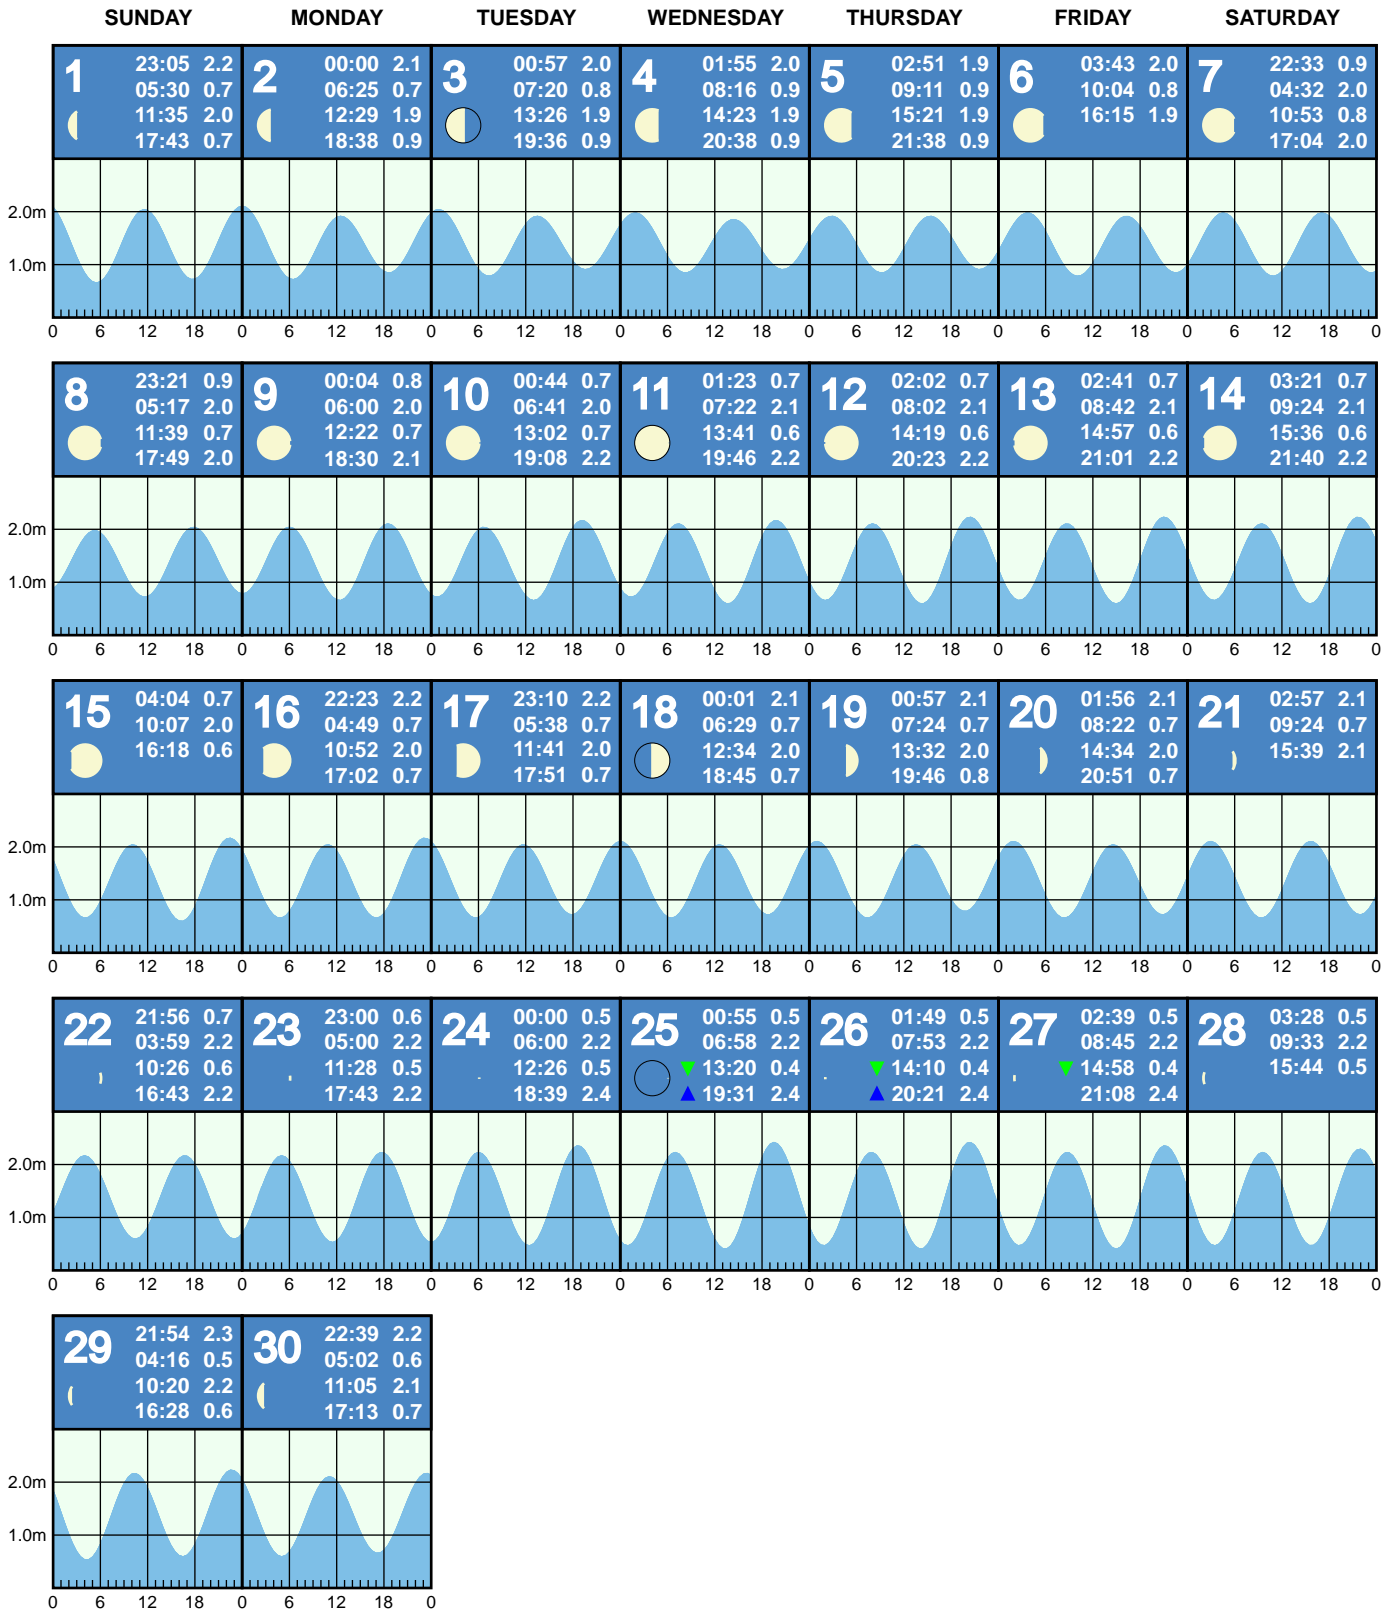 SUNDAY MONDAY TUESDAY WEDNESDAY THURSDAY FRIDAY SATURDAY
1 23:05 2.2
05:30 0.7
11:35 2.0
17:43 0.7
2 00:00 2.1
06:25 0.7
12:29 1.9
18:38 0.9
3 00:57 2.0
07:20 0.8
13:26 1.9
19:36 0.9
4 01:55 2.0
08:16 0.9
14:23 1.9
20:38 0.9
5 02:51 1.9
09:11 0.9
15:21 1.9
21:38 0.9
6 03:43 2.0
10:04 0.8
16:15 1.9
7 22:33 0.9
04:32 2.0
10:53 0.8
17:04 2.0
2.0m
1.0m
0 6 12 18 0 6 12 18 0 6 12 18 0 6 12 18 0 6 12 18 0 6 12 18 0 6 12 18 0
8 23:21 0.9
05:17 2.0
11:39 0.7
17:49 2.0
9 00:04 0.8
06:00 2.0
12:22 0.7
18:30 2.1
10 00:44 0.7
06:41 2.0
13:02 0.7
19:08 2.2
11 01:23 0.7
07:22 2.1
13:41 0.6
19:46 2.2
12 02:02 0.7
08:02 2.1
14:19 0.6
20:23 2.2
13 02:41 0.7
08:42 2.1
14:57 0.6
21:01 2.2
14 03:21 0.7
09:24 2.1
15:36 0.6
21:40 2.2
2.0m
1.0m
0 6 12 18 0 6 12 18 0 6 12 18 0 6 12 18 0 6 12 18 0 6 12 18 0 6 12 18 0
15 04:04 0.7
10:07 2.0
16:18 0.6
16 22:23 2.2
04:49 0.7
10:52 2.0
17:02 0.7
17 23:10 2.2
05:38 0.7
11:41 2.0
17:51 0.7
18 00:01 2.1
06:29 0.7
12:34 2.0
18:45 0.7
19 00:57 2.1
07:24 0.7
13:32 2.0
19:46 0.8
20 01:56 2.1
08:22 0.7
14:34 2.0
20:51 0.7
21 02:57 2.1
09:24 0.7
15:39 2.1
2.0m
1.0m
0 6 12 18 0 6 12 18 0 6 12 18 0 6 12 18 0 6 12 18 0 6 12 18 0 6 12 18 0
22 21:56 0.7
03:59 2.2
10:26 0.6
16:43 2.2
23 23:00 0.6
05:00 2.2
11:28 0.5
17:43 2.2
24 00:00 0.5
06:00 2.2
12:26 0.5
18:39 2.4
25 00:55 0.5
06:58 2.2
13:20 0.4
19:31 2.4
26 01:49 0.5
07:53 2.2
14:10 0.4
20:21 2.4
27 02:39 0.5
08:45 2.2
14:58 0.4
21:08 2.4
28 03:28 0.5
09:33 2.2
15:44 0.5
2.0m
1.0m
0 6 12 18 0 6 12 18 0 6 12 18 0 6 12 18 0 6 12 18 0 6 12 18 0 6 12 18 0
29 21:54 2.3
04:16 0.5
10:20 2.2
16:28 0.6
30 22:39 2.2
05:02 0.6
11:05 2.1
17:13 0.7
2.0m
1.0m
0 6 12 18 0 6 12 18 0